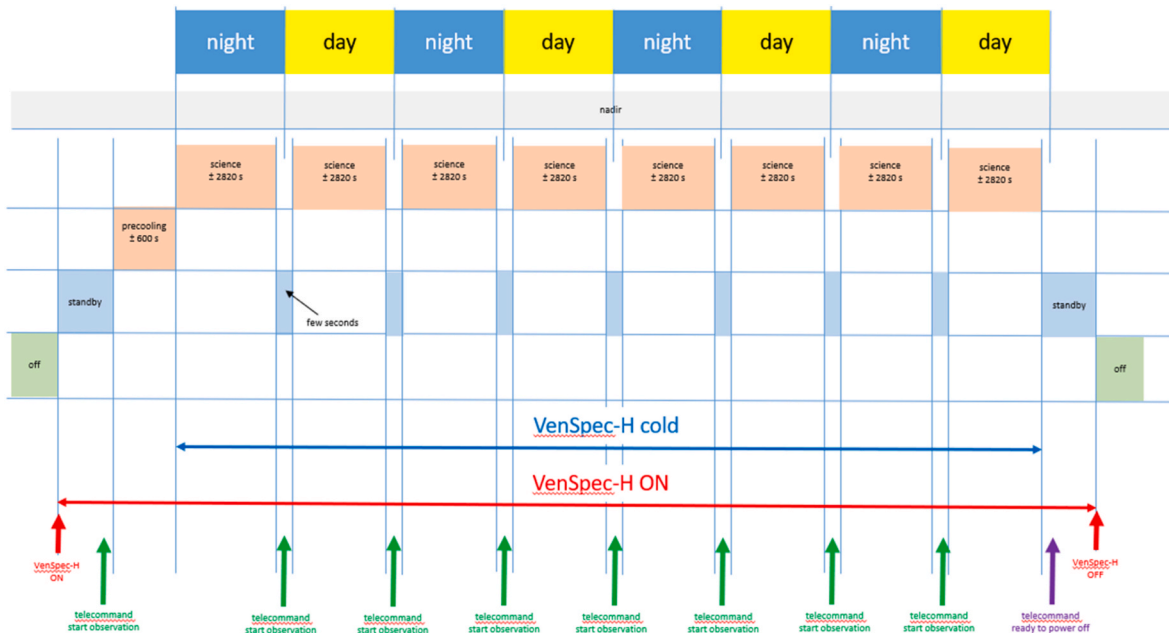 night day night day night day night day
nadir
science science science science science science science science
± 2820 s ± 2820 s ± 2820 s ± 2820 s ± 2820 s ± 2820 s ± 2820 s ± 2820 s
precooling
± 600 s
standby standby
few seconds
off off
VenSpec-H cold
VenSpec-H ON
VenSpec-H VenSpec-H
ON OFF
telecommand telecommand telecommand telecommand telecommand telecommand telecommand telecommand telecommand
start observation start observation start observation start observation start observation start observation start observation start observation ready to power off